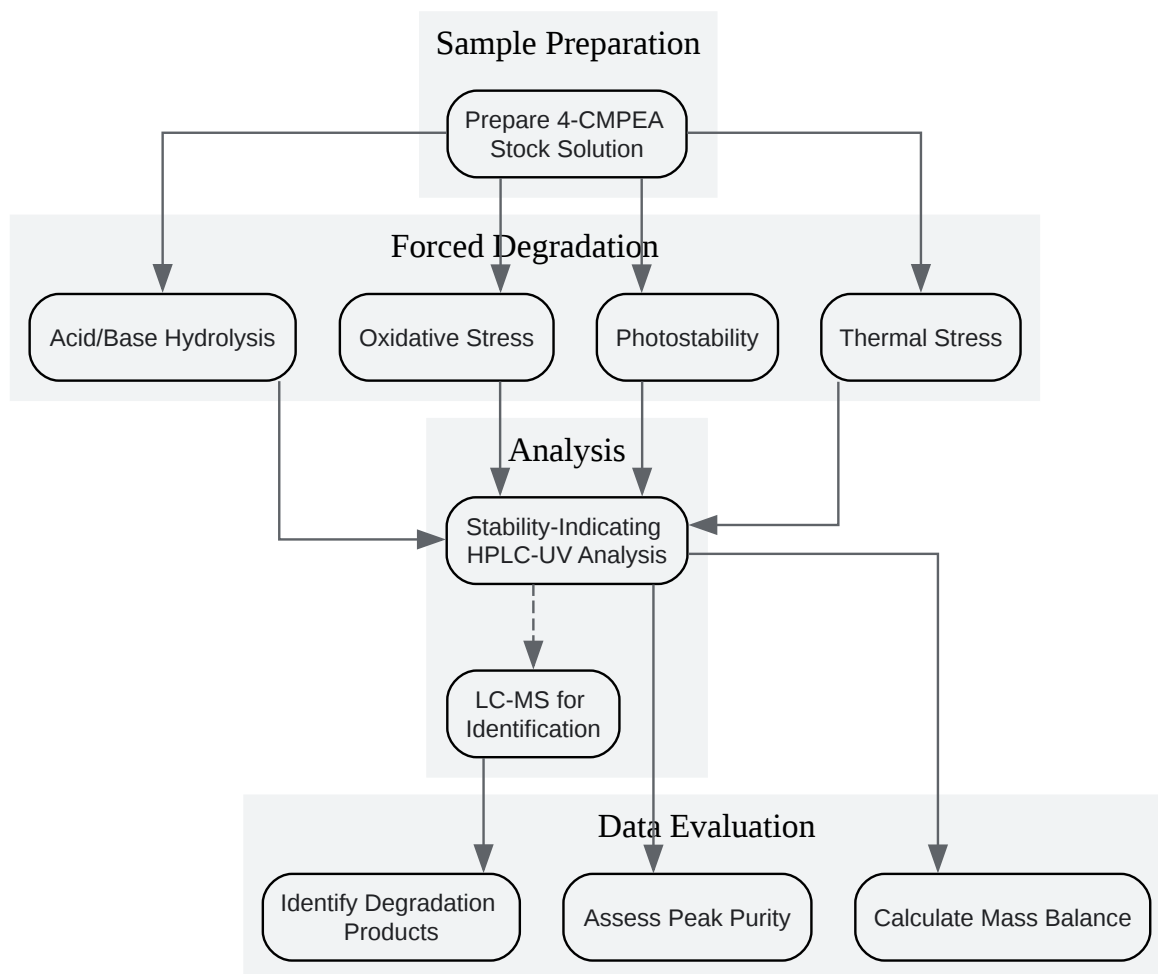 Sample Preparation
Prepare 4-CMPEA
Stock Solution
Forced Degradation
Acid/Base Hydrolysis
Oxidative Stress
Photostability
Thermal Stress
Analysis
Stability-Indicating
HPLC-UV Analysis
LC-MS for
Identification
Data Evaluation
Identify Degradation
Products
Assess Peak Purity
Calculate Mass Balance